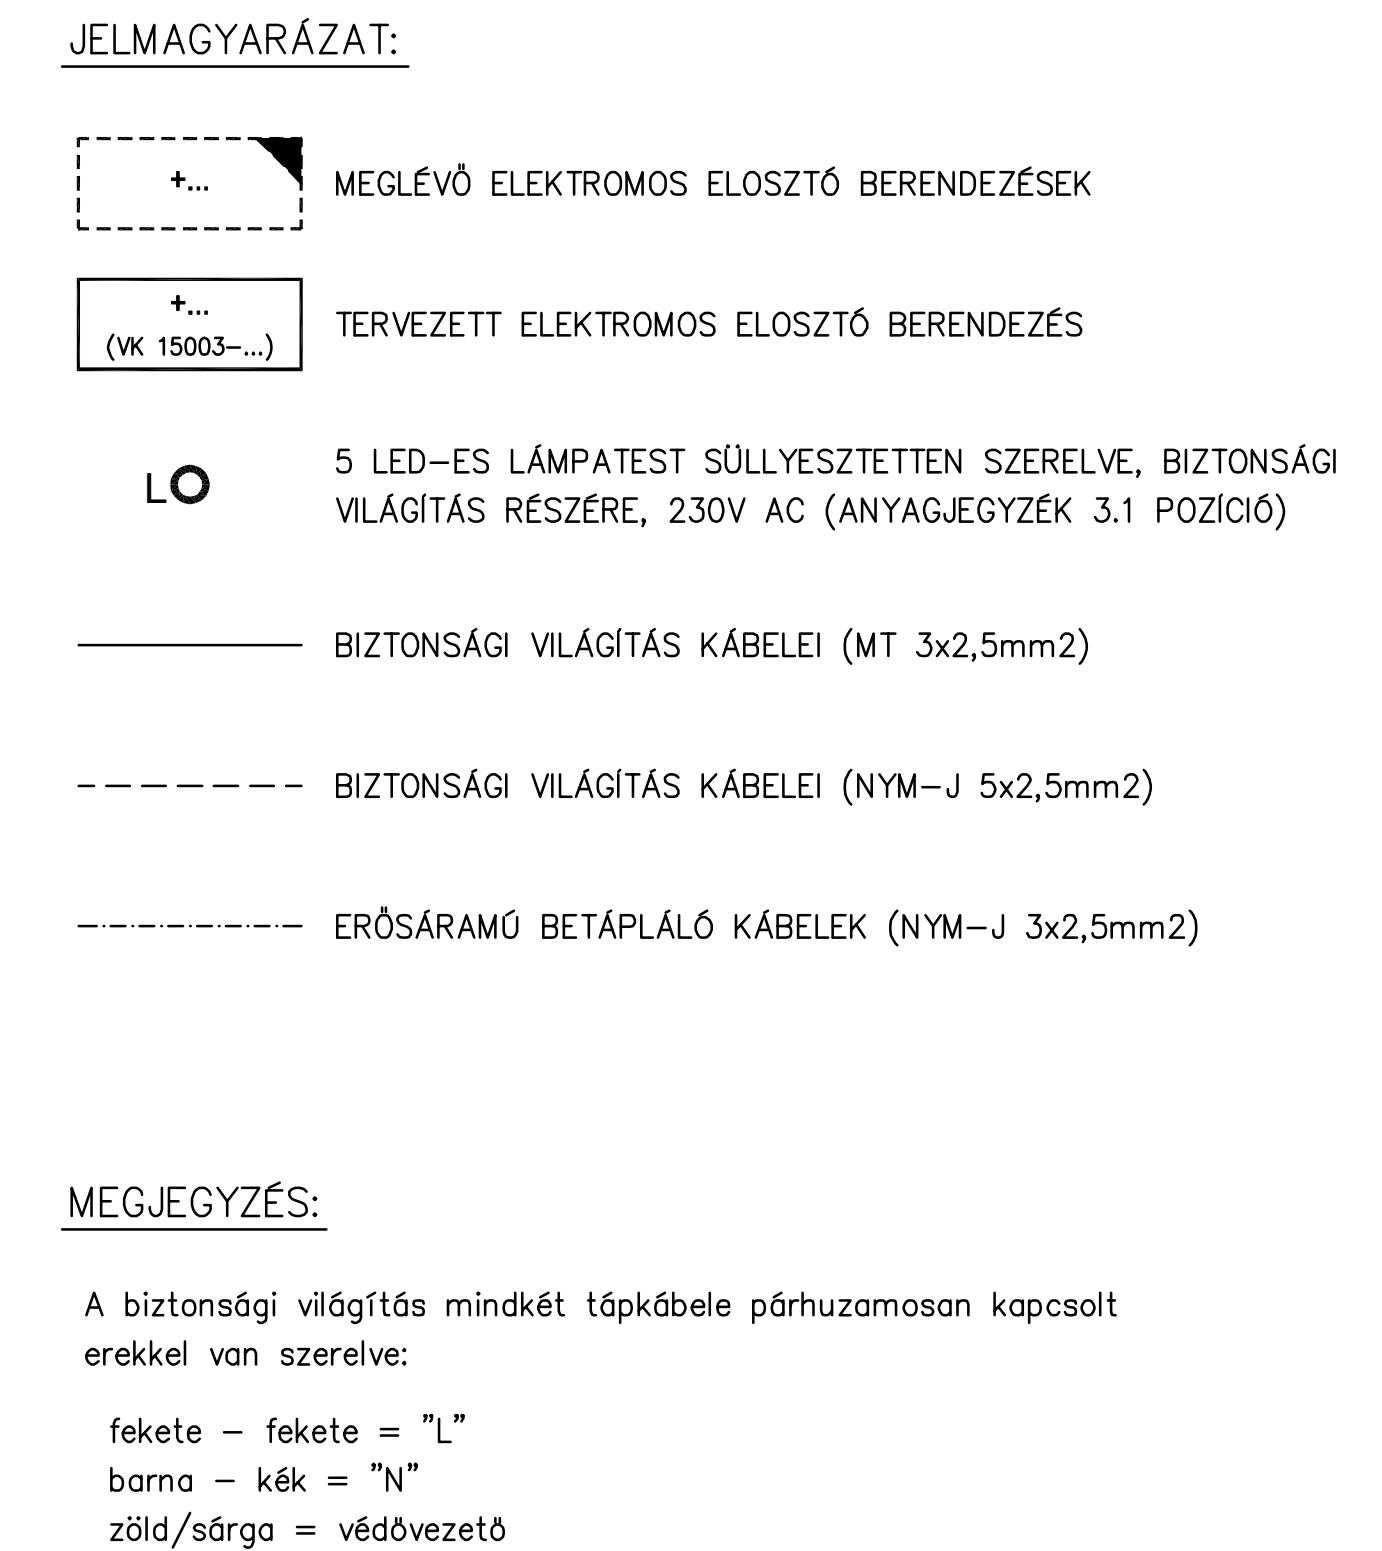 JELMAGYARÁZAT:
+...
MEGLÉVŐ ELEKTROMOS ELOSZTÓ BERENDEZÉSEK
+...
(VK 15003-...)
TERVEZETT ELEKTROMOS ELOSZTÓ BERENDEZÉS
L
5 LED-ES LÁMPATEST SÜLLYESZTETTEN SZERELVE, BIZTONSÁGI
VILÁGÍTÁS RÉSZÉRE, 230V AC (ANYAGJEGYZÉK 3.1 POZÍCIÓ)
BIZTONSÁGI VILÁGÍTÁS KÁBELEI (MT 3x2,5mm2)
BIZTONSÁGI VILÁGÍTÁS KÁBELEI (NYM-J 5x2,5mm2)
ERŐSÁRAMÚ BETÁPLÁLÓ KÁBELEK (NYM-J 3x2,5mm2)
MEGJEGYZÉS:
A biztonsági világítás mindkét tápkábele párhuzamosan kapcsolt
erekkel van szerelve:
fekete - fekete = "L"
barna - kék = "N"
zöld/sárga = védővezető